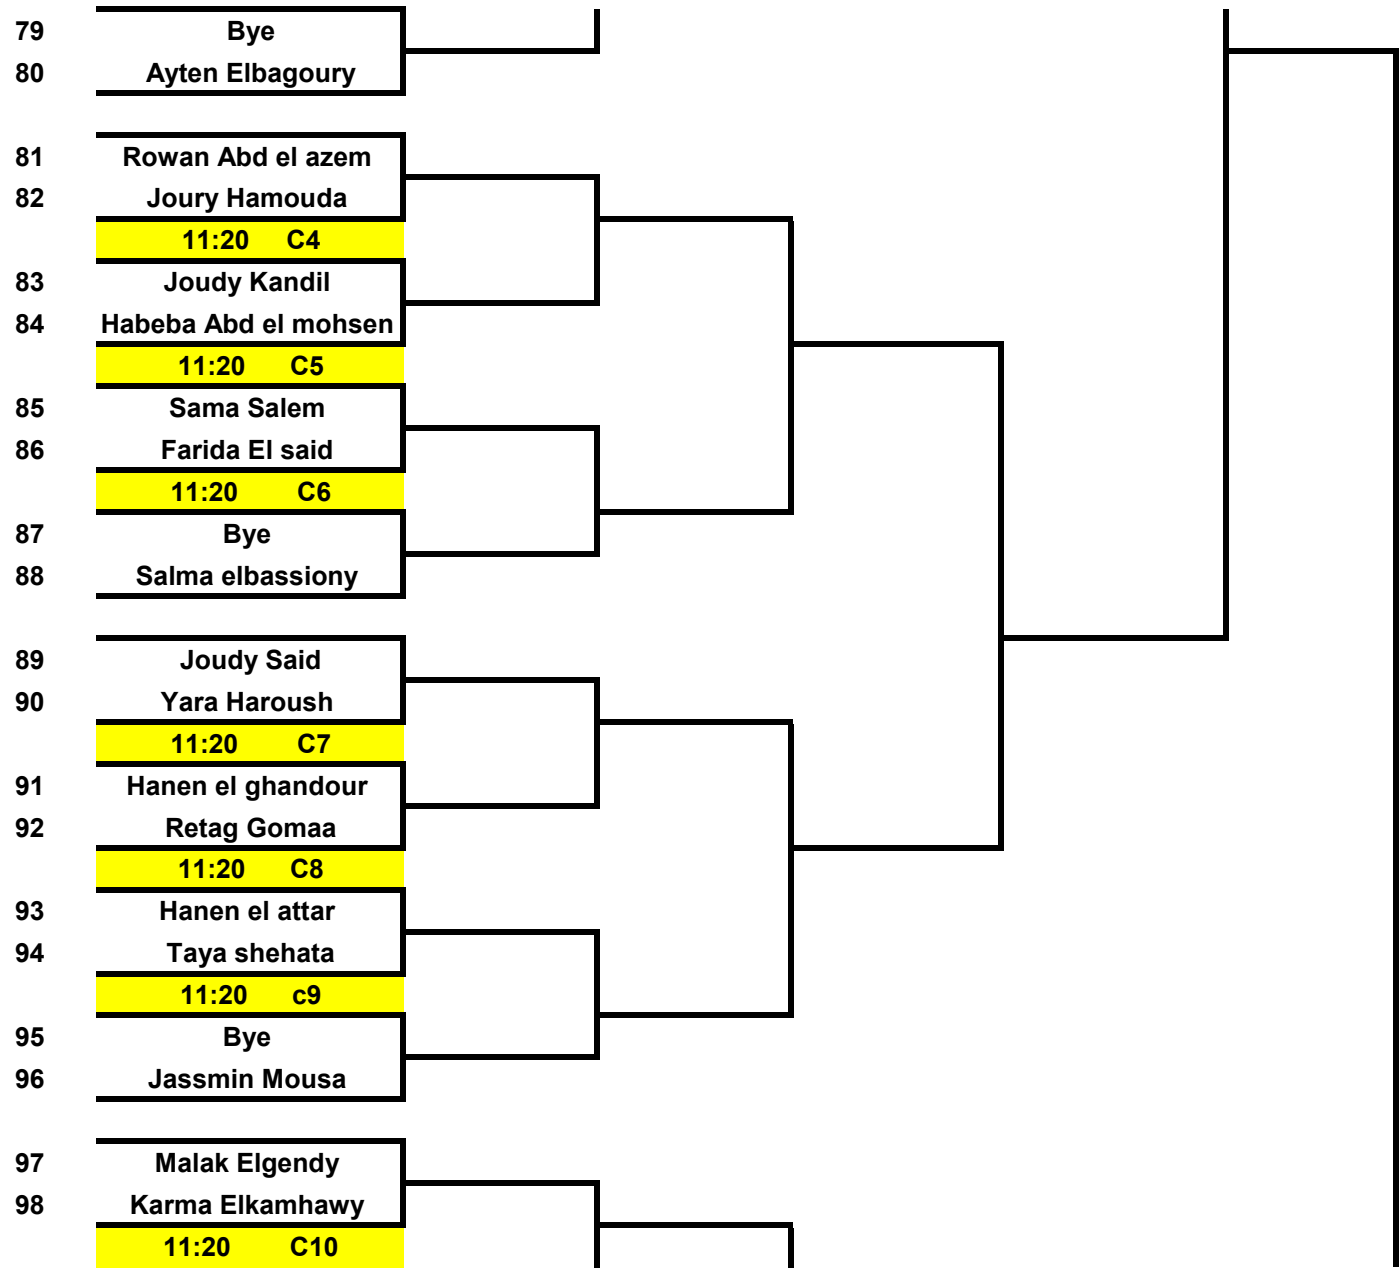 79 Bye
80 Ayten Elbagoury
81 Rowan Abd el azem
82 Joury Hamouda
11:20 C4
83 Joudy Kandil
84 Habeba Abd el mohsen
11:20 C5
85 Sama Salem
86 Farida El said
11:20 C6
87 Bye
88 Salma elbassiony
89 Joudy Said
90 Yara Haroush
11:20 C7
91 Hanen el ghandour
92 Retag Gomaa
11:20 C8
93 Hanen el attar
94 Taya shehata
11:20 c9
95 Bye
96 Jassmin Mousa
97 Malak Elgendy
98 Karma Elkamhawy
11:20 C10